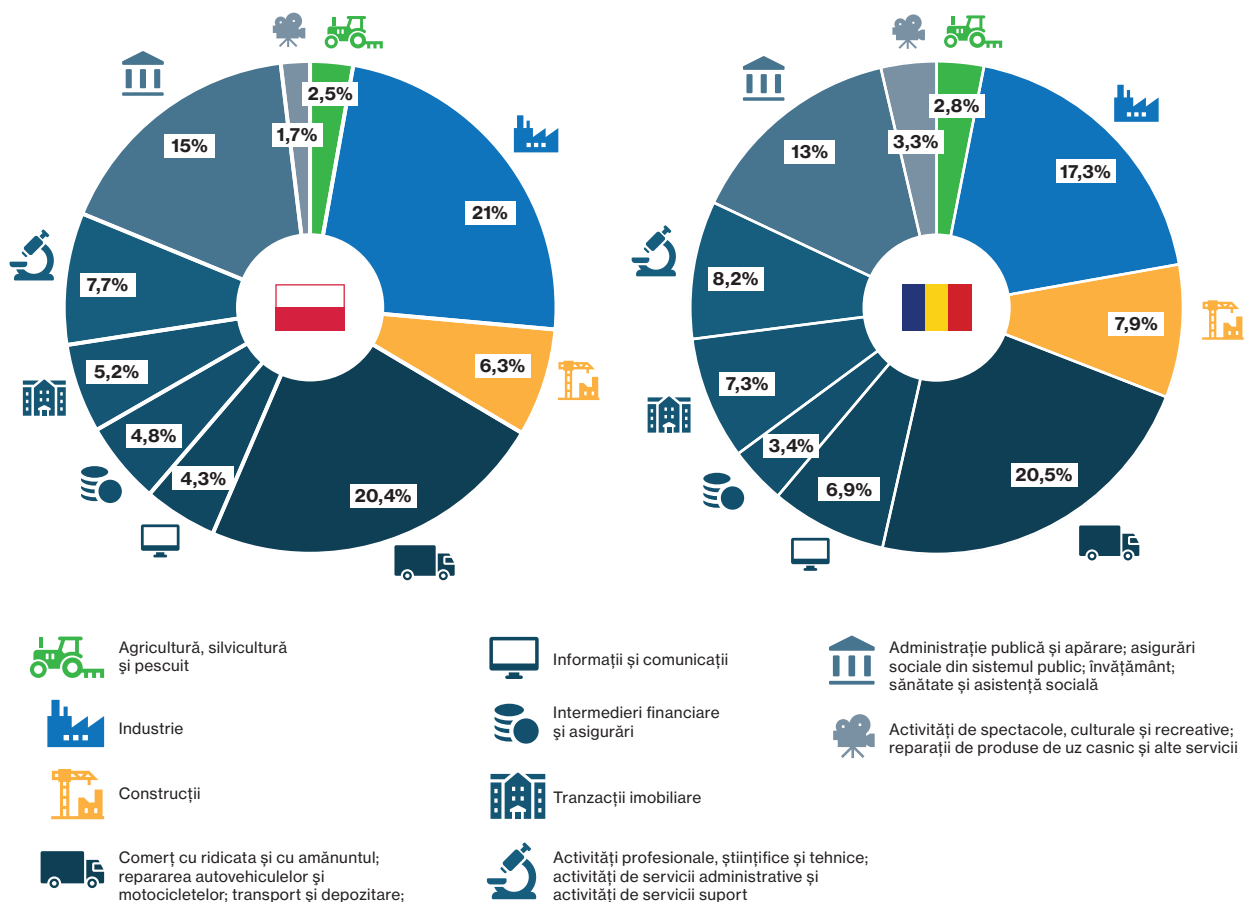 2,5%
21%
6,3%
20,4%
4,3%
4,8%
5,2%
7,7%
15%
1,7%
2,8%
17,3%
7,9%
20,5%
6,9%
3,4%
7,3%
8,2%
13%
3,3%
Agricultură, silvicultură
și pescuit
Industrie
Construcții
Comerț cu ridicata și cu amănuntul;
repararea autovehiculelor și
motocicletelor; transport și depozitare;
Informații și comunicații
Intermedieri financiare
și asigurări
Tranzacții imobiliare
Activități profesionale, științifice și tehnice;
activități de servicii administrative și
activități de servicii suport
Administrație publică și apărare; asigurări
sociale din sistemul public; învățământ;
sănătate și asistență socială
Activități de spectacole, culturale și recreative;
reparații de produse de uz casnic și alte servicii